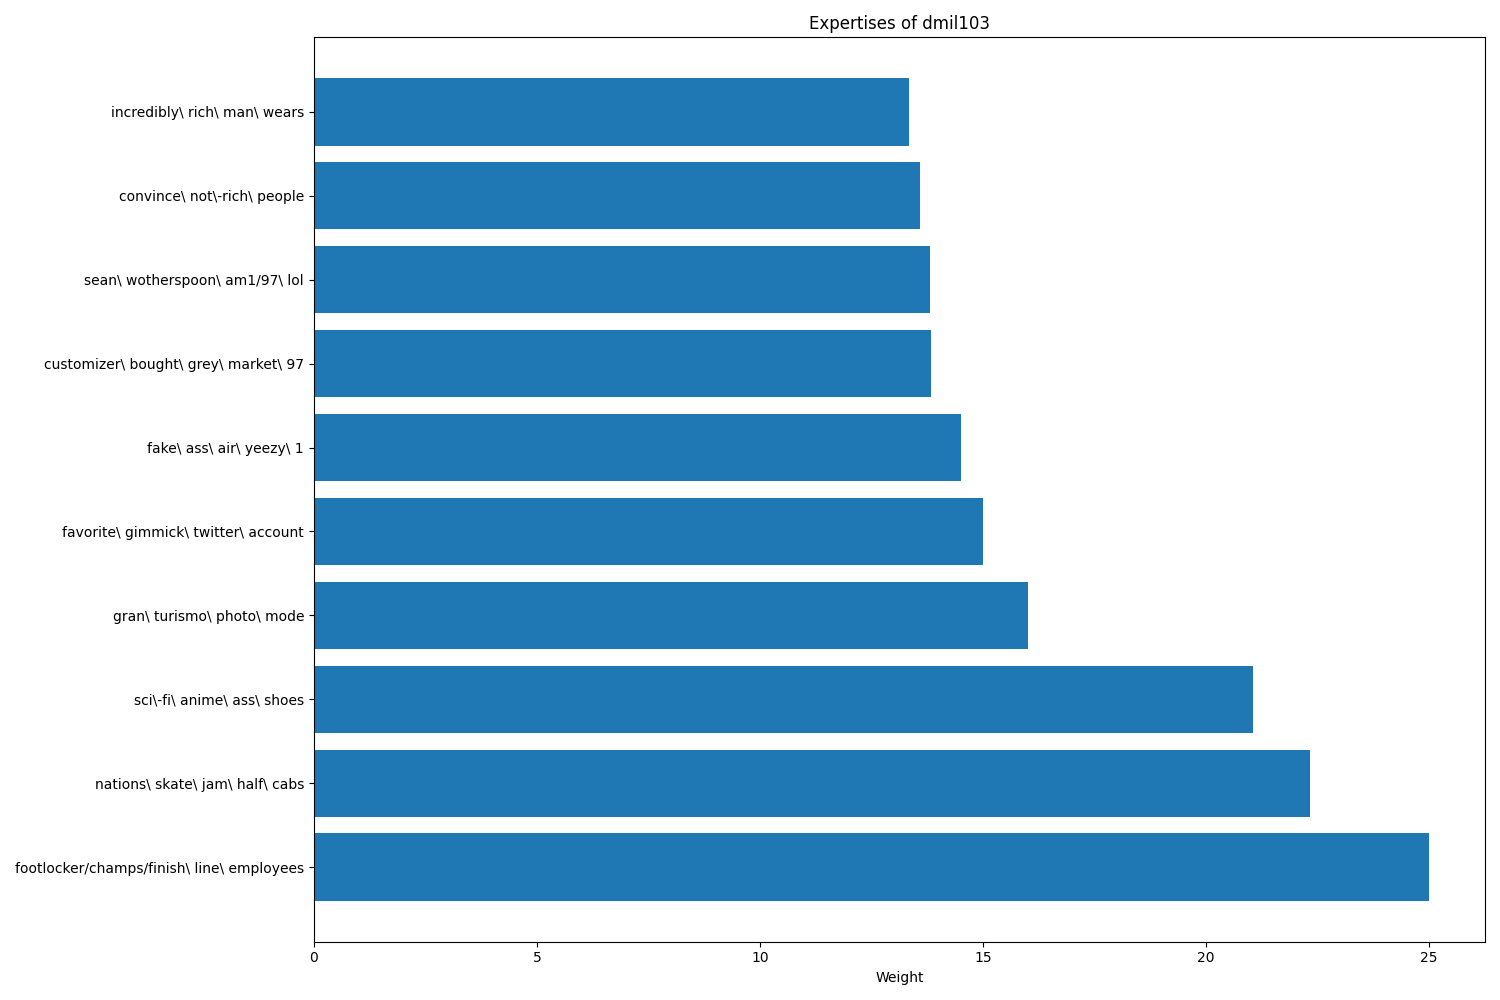 Expertises of dmil103
incredibly\ rich\ man\ wears
convince\ not\-rich\ people
sean\ wotherspoon\ am1/97\ lol
customizer\ bought\ grey\ market\ 97
fake\ ass\ air\ yeezy\ 1
favorite\ gimmick\ twitter\ account
gran\ turismo\ photo\ mode
sci\-fi\ anime\ ass\ shoes
nations\ skate\ jam\ half\ cabs
footlocker/champs/finish\ line\ employees
0 5 10 15 20 25
Weight